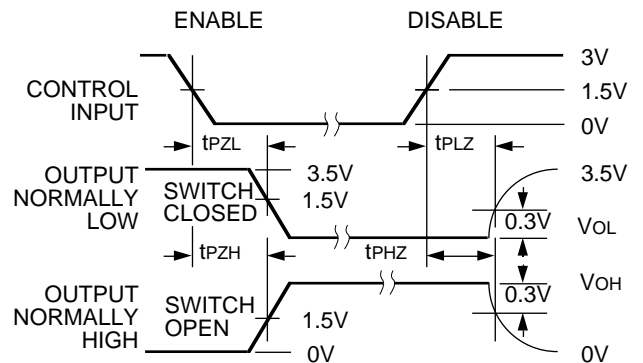 ENABLE DISABLE
3V
CONTROL
INPUT
1.5V
0V
tPZL tPLZ
OUTPUT
NORMALLY
LOW
SWITCH
CLOSED
3.5V
1.5V
3.5V
0.3V
VOL
tPZH tPHZ
OUTPUT
NORMALLY
HIGH
SWITCH
OPEN
1.5V
0V
0.3V
VOH
0V